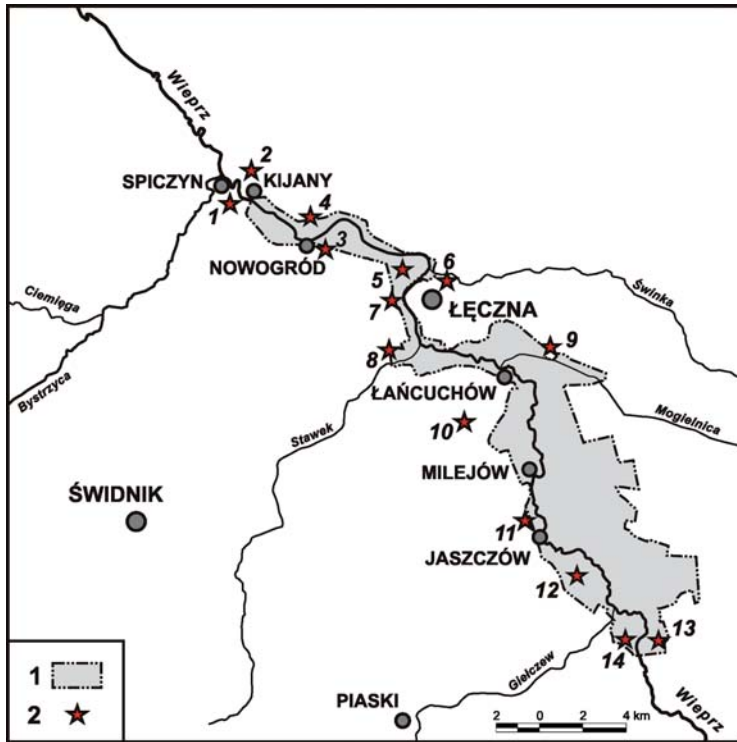 Wieprz
2
SPICZYN
KIJANY
1
4
3
NOWOGRÓD
5
6
Świnka
Ciemięga
7
ŁĘCZNA
Bystrzyca
8
9
ŁAŃCUCHÓW
Mogielnica
10
Stawek
MILEJÓW
ŚWIDNIK
11
JASZCZÓW
12
13
14
1
2
Giełczew
PIASKI
Wieprz
2 0 2 4 km